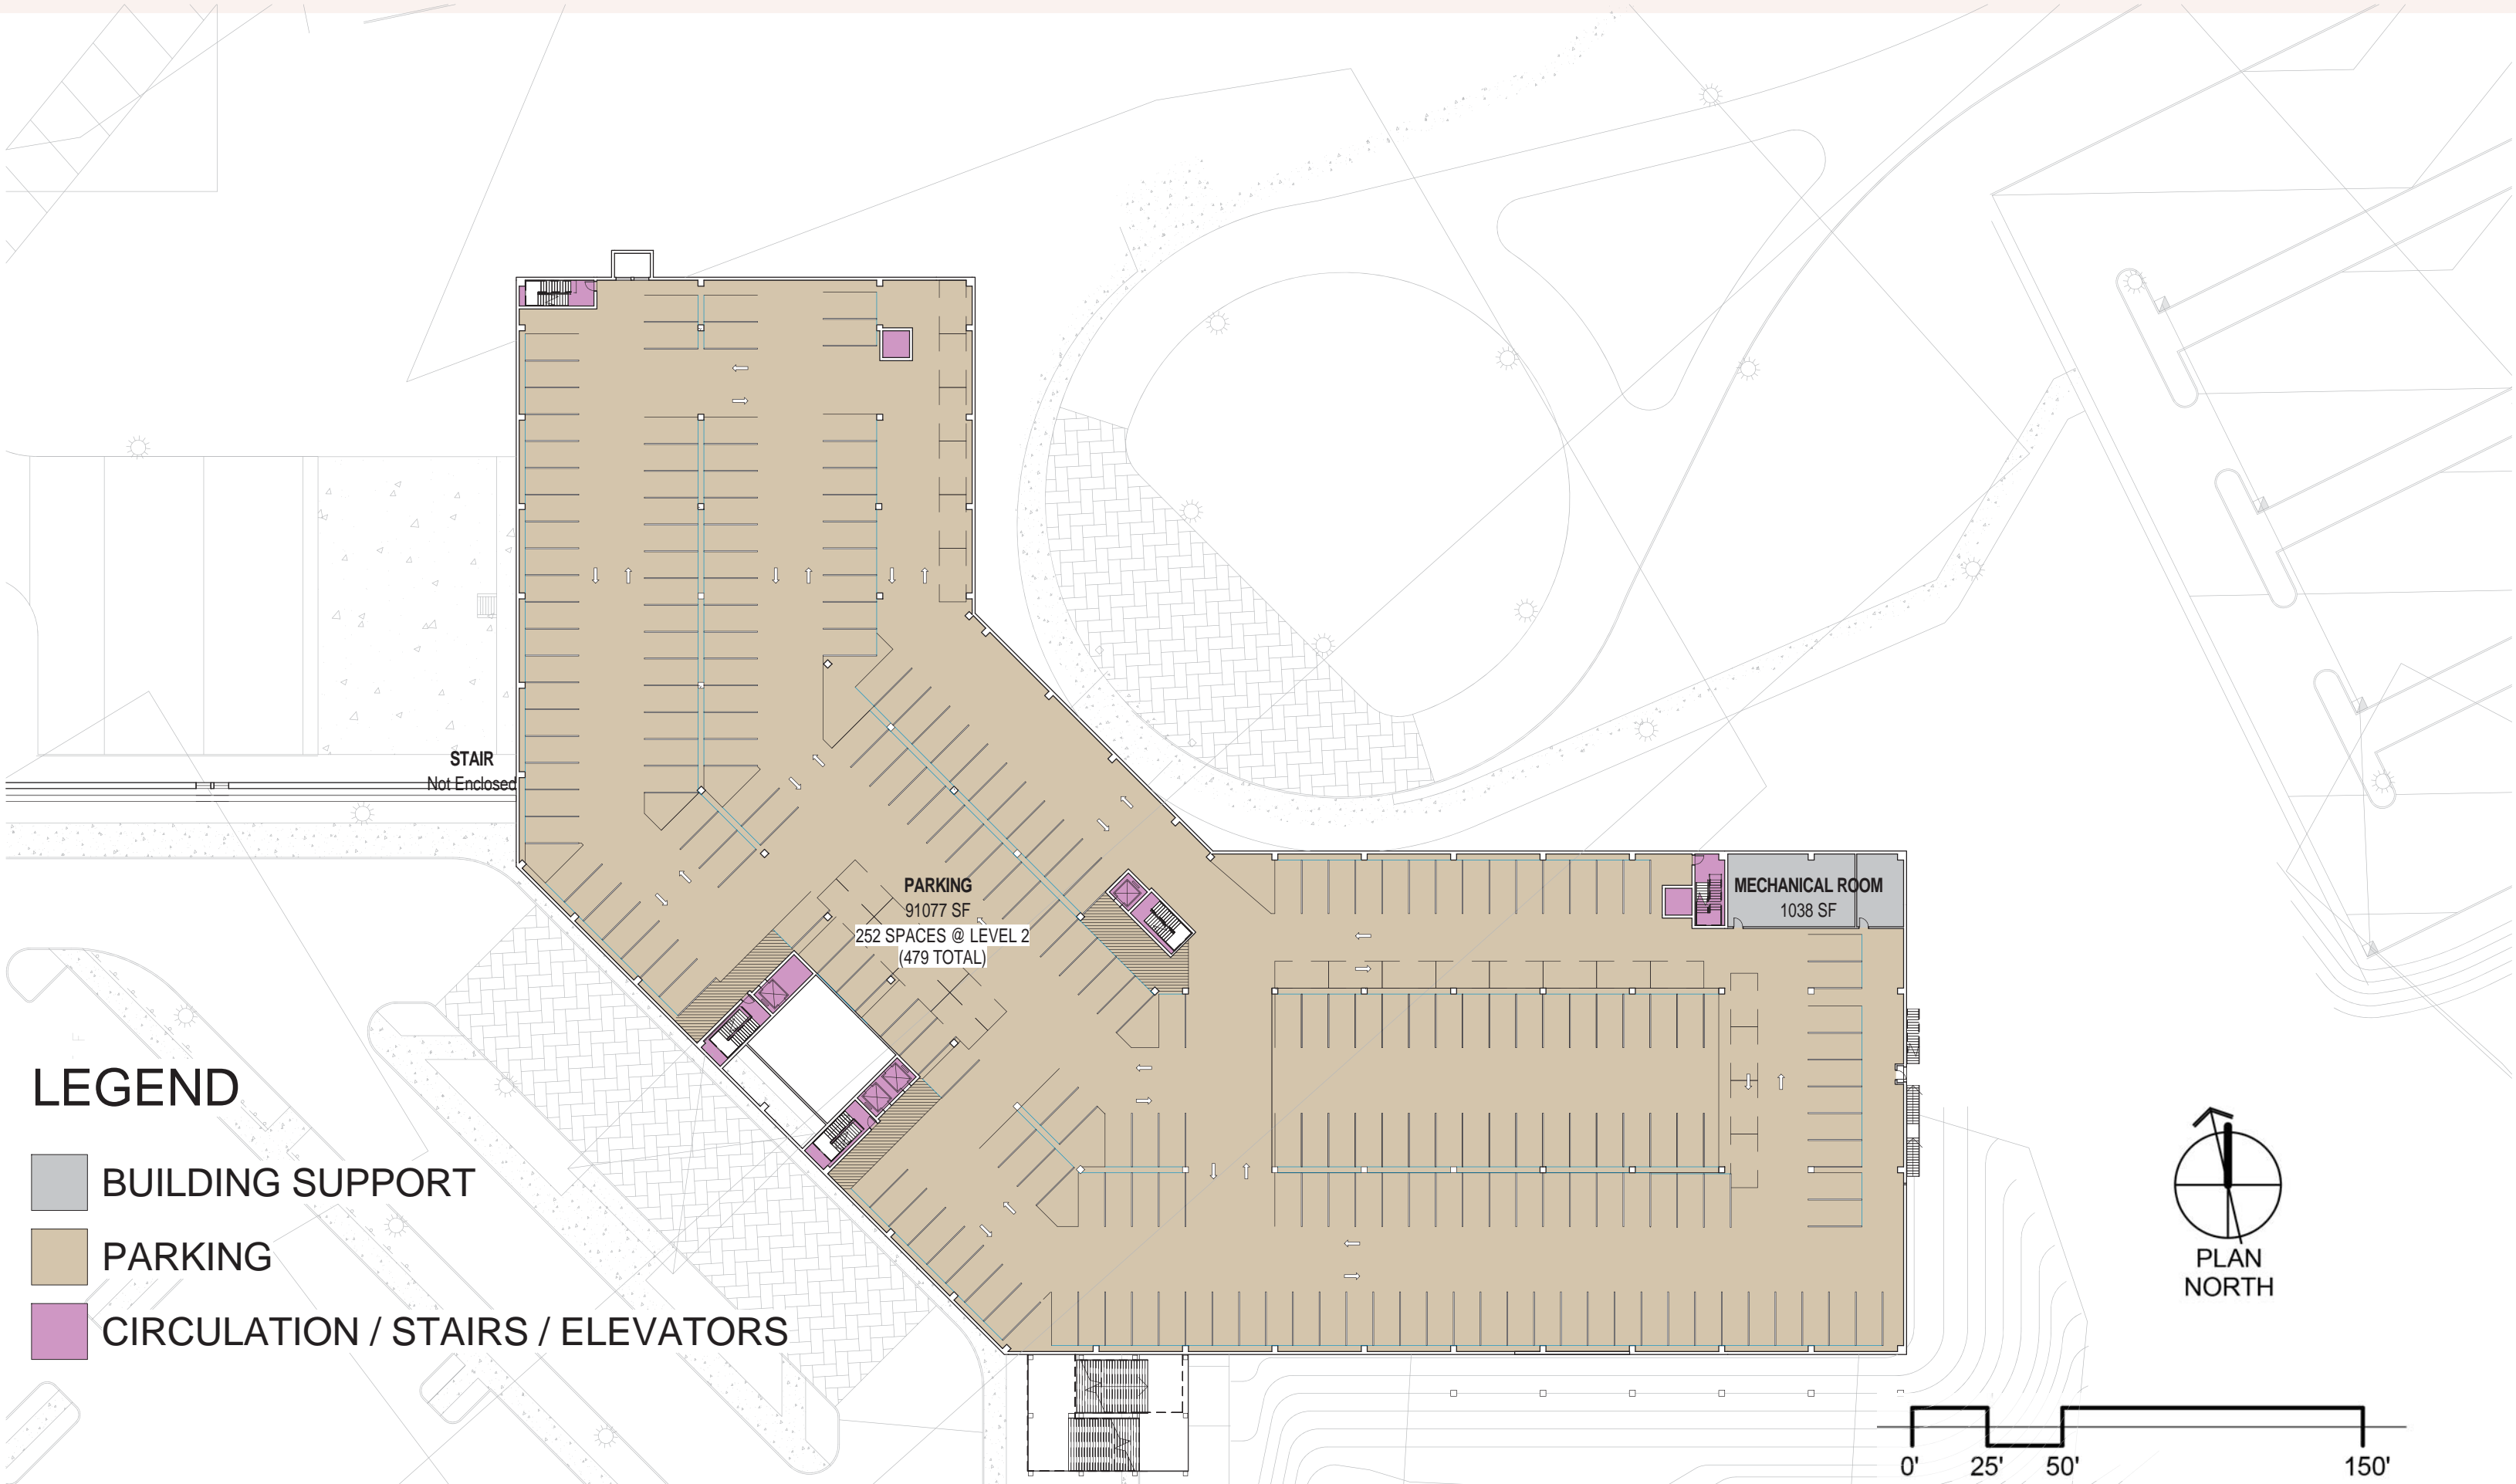 STAIR
Not Enclosed
PARKING
91077 SF
252 SPACES @ LEVEL 2
(479 TOTAL)
MECHANICAL ROOM
1038 SF
LEGEND
BUILDING SUPPORT
PARKING
CIRCULATION / STAIRS / ELEVATORS
PLAN
NORTH
0' 25' 50' 150'